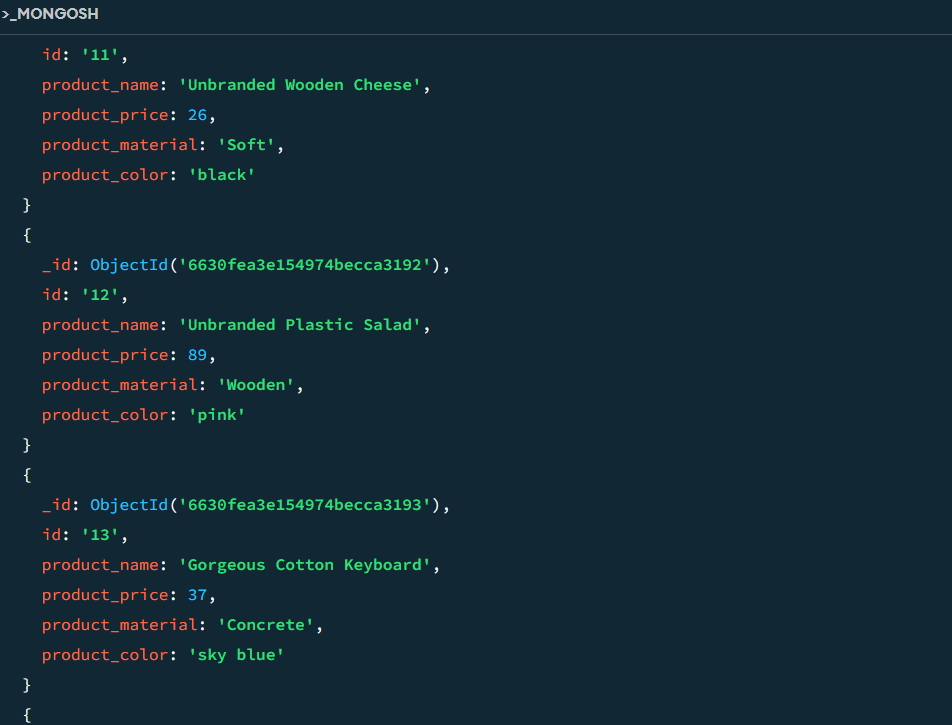 >_MONGOSH
id: '11',
product_name: 'Unbranded Wooden Cheese',
product_price: 26,
product_material: 'Soft',
product_color: 'black'
}
{
_id: ObjectId('6630fea3e154974becca3192'),
id: '12',
product_name: 'Unbranded Plastic Salad',
product_price: 89,
product_material: 'Wooden',
product_color: 'pink'
}
{
_id: ObjectId('6630fea3e154974becca3193'),
id: '13',
product_name: 'Gorgeous Cotton Keyboard',
product_price: 37,
product_material: 'Concrete',
product_color: 'sky blue'
}
{